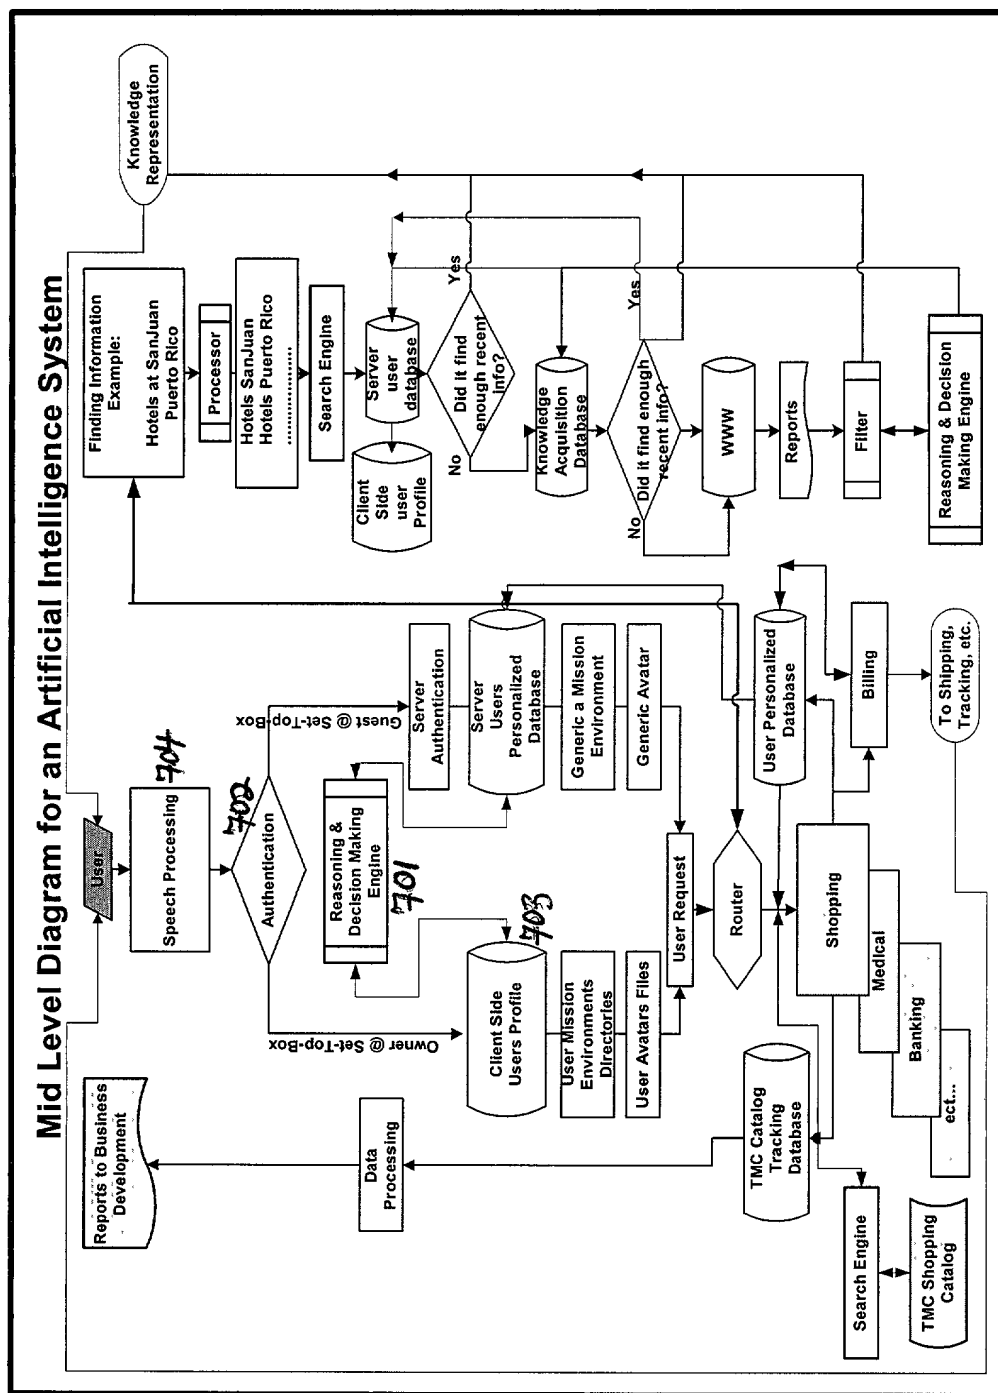 Mid Level Diagram for an Artificial Intelligence System
Reports to Business
Development
Data
Processing
TMC Catalog
Tracking
Database
Search Engine
TMC Shopping
Catalog
User
Speech Processing
704
Authentication
702
Owner @ Set-Top-Box
Guest @ Set-Top-Box
Reasoning &
Decision Making
Engine
701
Client Side
Users Profile
703
User Mission
Environments
Directories
User Avatars Files
Server
Authentication
Server
Users
Personalized
Database
Generic a Mission
Environment
Generic Avatar
User Request
Router
Shopping
Medical
Banking
ect...
User Personalized
Database
Billing
To Shipping,
Tracking, etc.
Knowledge
Representation
Finding Information
Example:
Hotels at SanJuan
Puerto Rico
Processor
Hotels SanJuan
Hotels Puerto Rico
....................
Search Engine
Server
user
database
Client
Side
user
Profile
Did it find
enough recent
Info?
Yes
No
Knowledge
Acquisition
Database
Did it find enough
recent info?
Yes
No
WWW
Reports
Filter
Reasoning & Decision
Making Engine